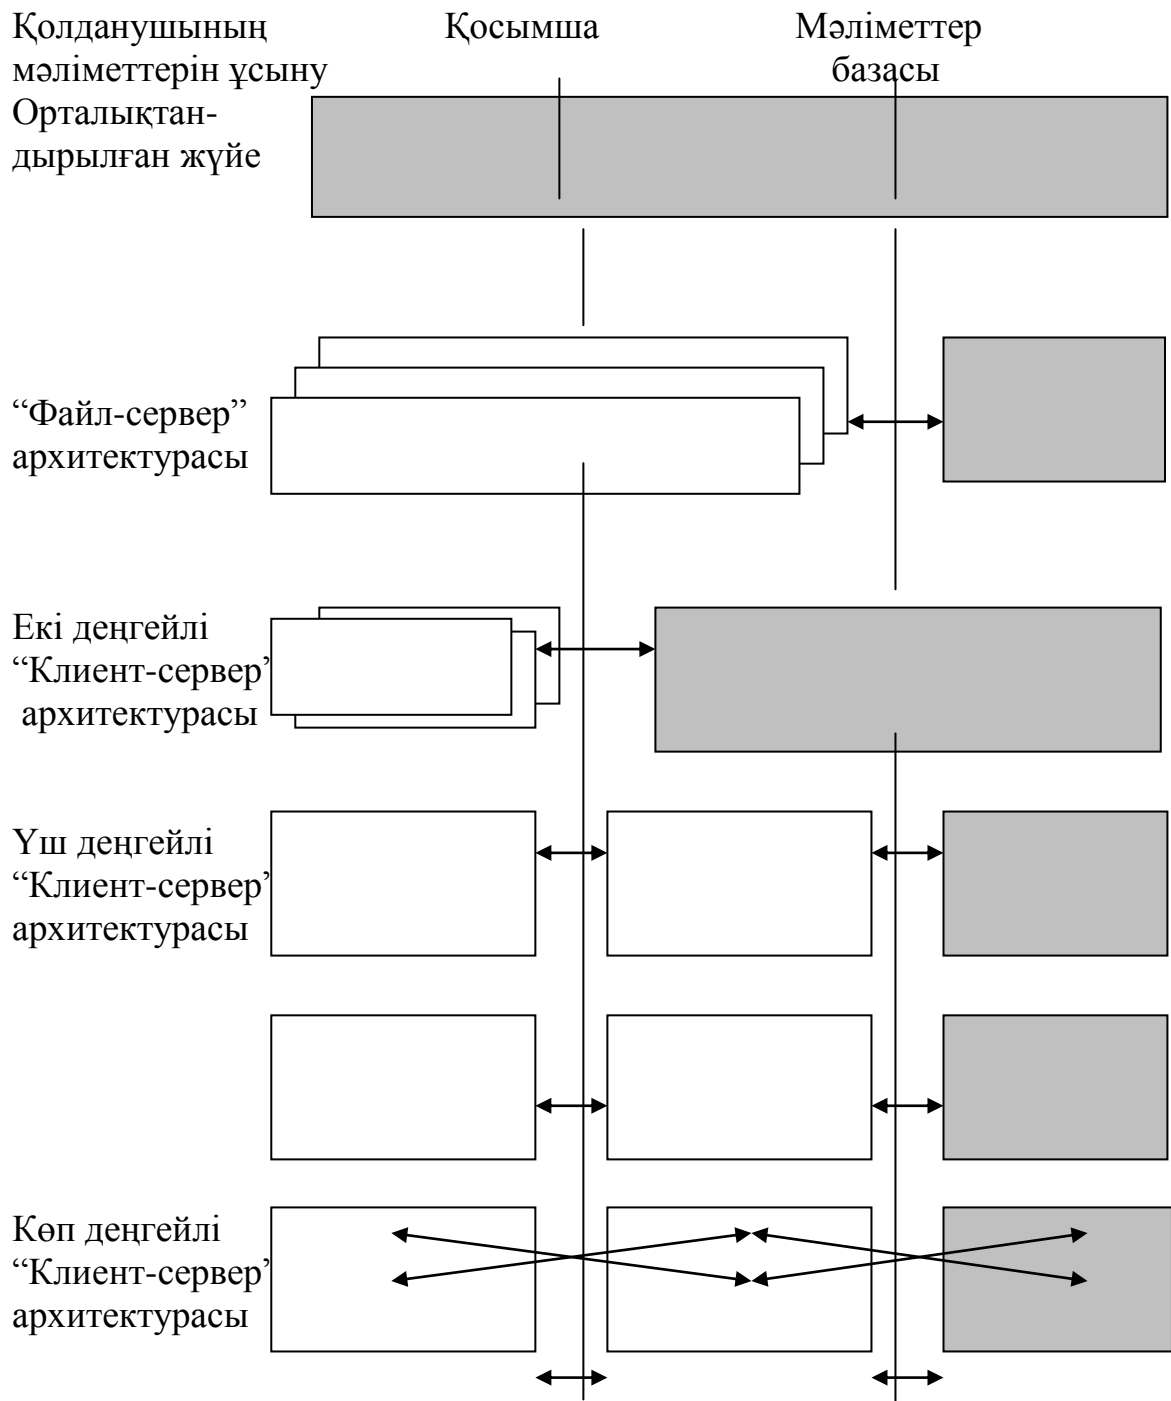 Қолданушының
мәліметтерін ұсыну
Қосымша
Мәліметтер
базасы
Орталықтан-
дырылған жүйе
“Файл-сервер”
архитектурасы
Екі деңгейлі
“Клиент-сервер’
архитектурасы
Үш деңгейлі
“Клиент-сервер’
архитектурасы
Көп деңгейлі
“Клиент-сервер’
архитектурасы